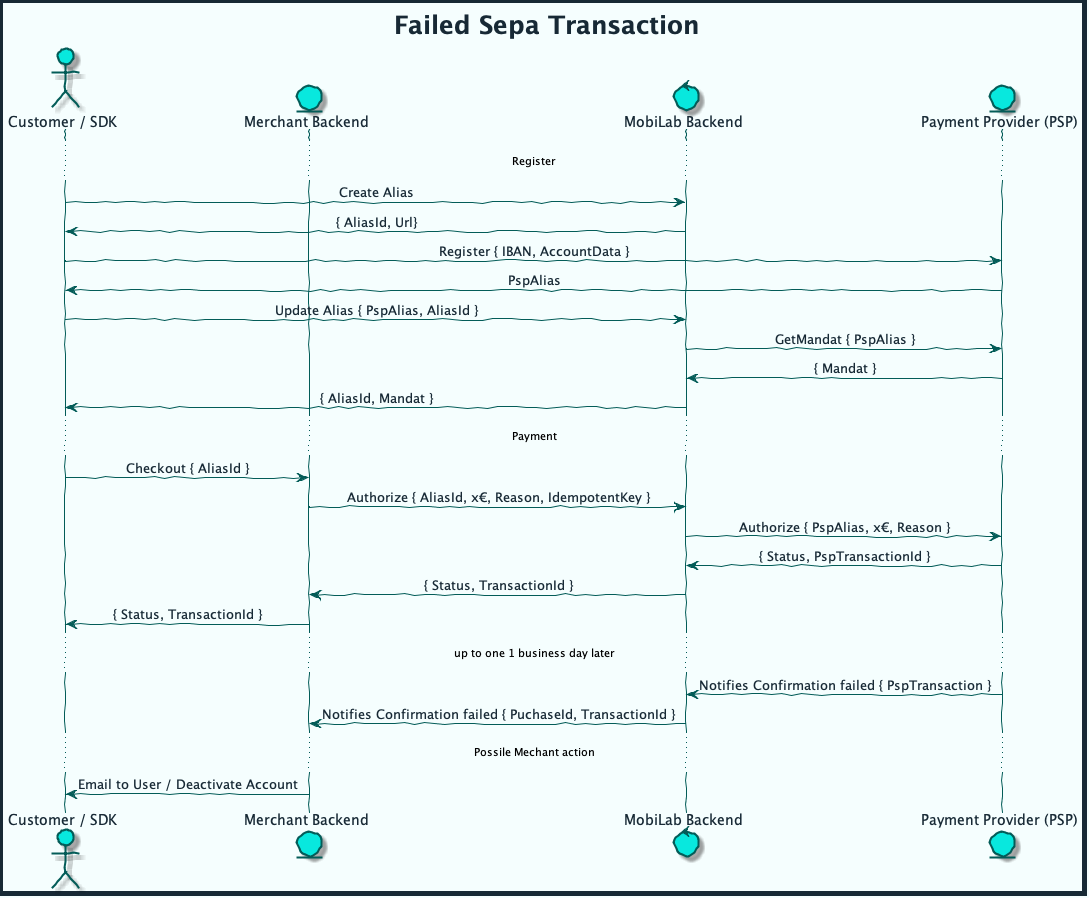 Failed Sepa Transaction
Customer / SDK
Merchant Backend
MobiLab Backend
Payment Provider (PSP)
Register
Create Alias
{ AliasId, Url}
Register { IBAN, AccountData }
PspAlias
Update Alias { PspAlias, AliasId }
GetMandat { PspAlias }
{ Mandat }
{ AliasId, Mandat }
Payment
Checkout { AliasId }
Authorize { AliasId, x€, Reason, IdempotentKey }
Authorize { PspAlias, x€, Reason }
{ Status, PspTransactionId }
{ Status, TransactionId }
{ Status, TransactionId }
up to one 1 business day later
Notifies Confirmation failed { PspTransaction }
Notifies Confirmation failed { PuchaseId, TransactionId }
Possile Mechant action
Email to User / Deactivate Account
Customer / SDK
Merchant Backend
MobiLab Backend
Payment Provider (PSP)